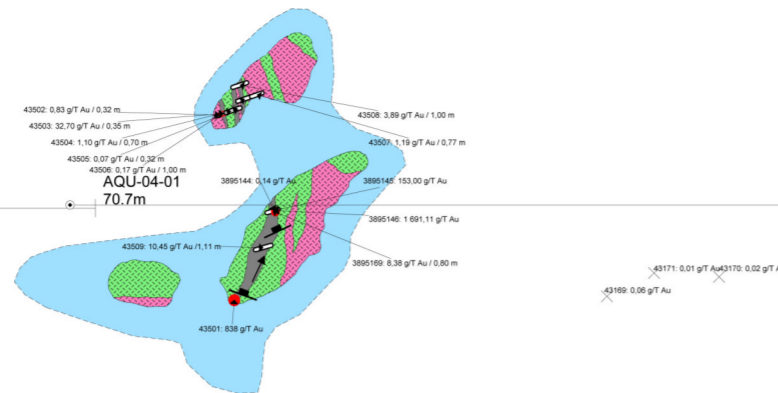 43502: 0,83 g/T Au / 0,32 m
43508: 3,89 g/T Au / 1,00 m
43503: 32,70 g/T Au / 0,35 m
43504: 1,10 g/T Au / 0,70 m
43507: 1,19 g/T Au / 0,77 m
43505: 0,07 g/T Au / 0,32 m
43506: 0,17 g/T Au / 1,00 m
AQU-04-01
70.7m
3895144: 0,14 g/T Au
3895145: 153,00 g/T Au
3895146: 1 691,11 g/T Au
43509: 10,45 g/T Au /1,11 m
3895169: 8,38 g/T Au / 0,80 m
43171: 0,01 g/T Au
43170: 0,02 g/T A
43169: 0,06 g/T Au
43501: 838 g/T Au